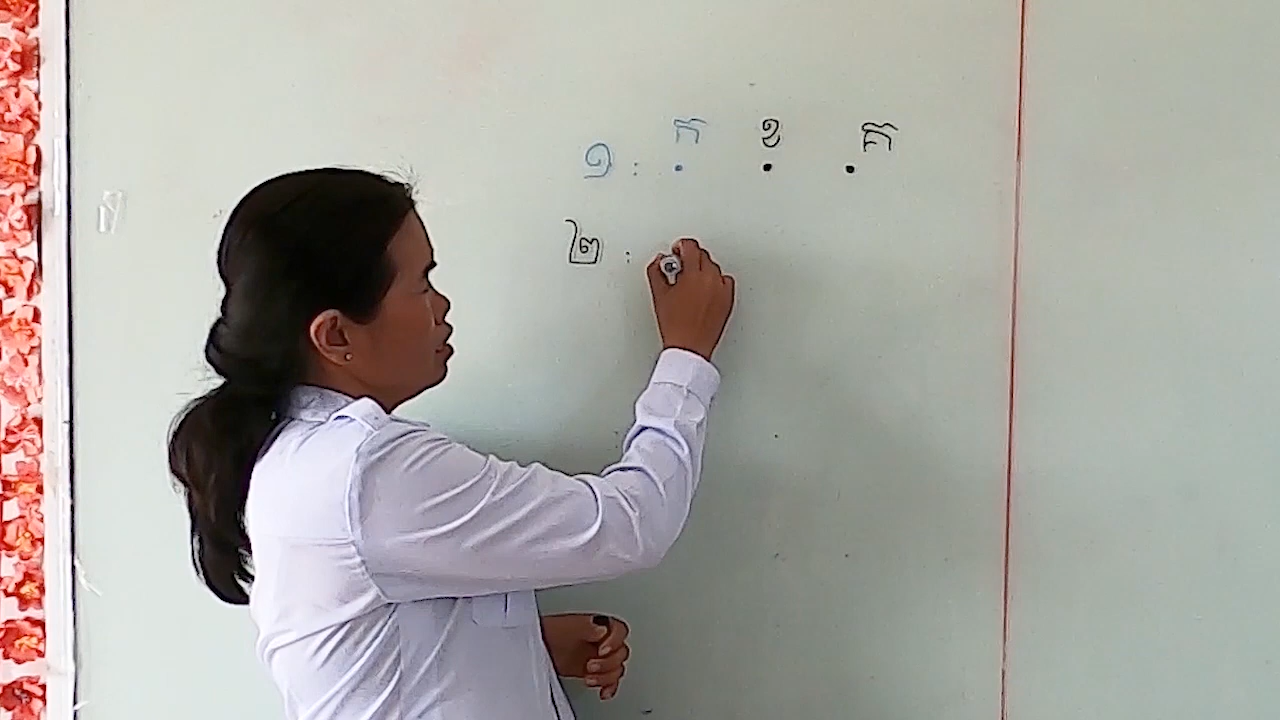 ១ : ក ខ គ
២ :